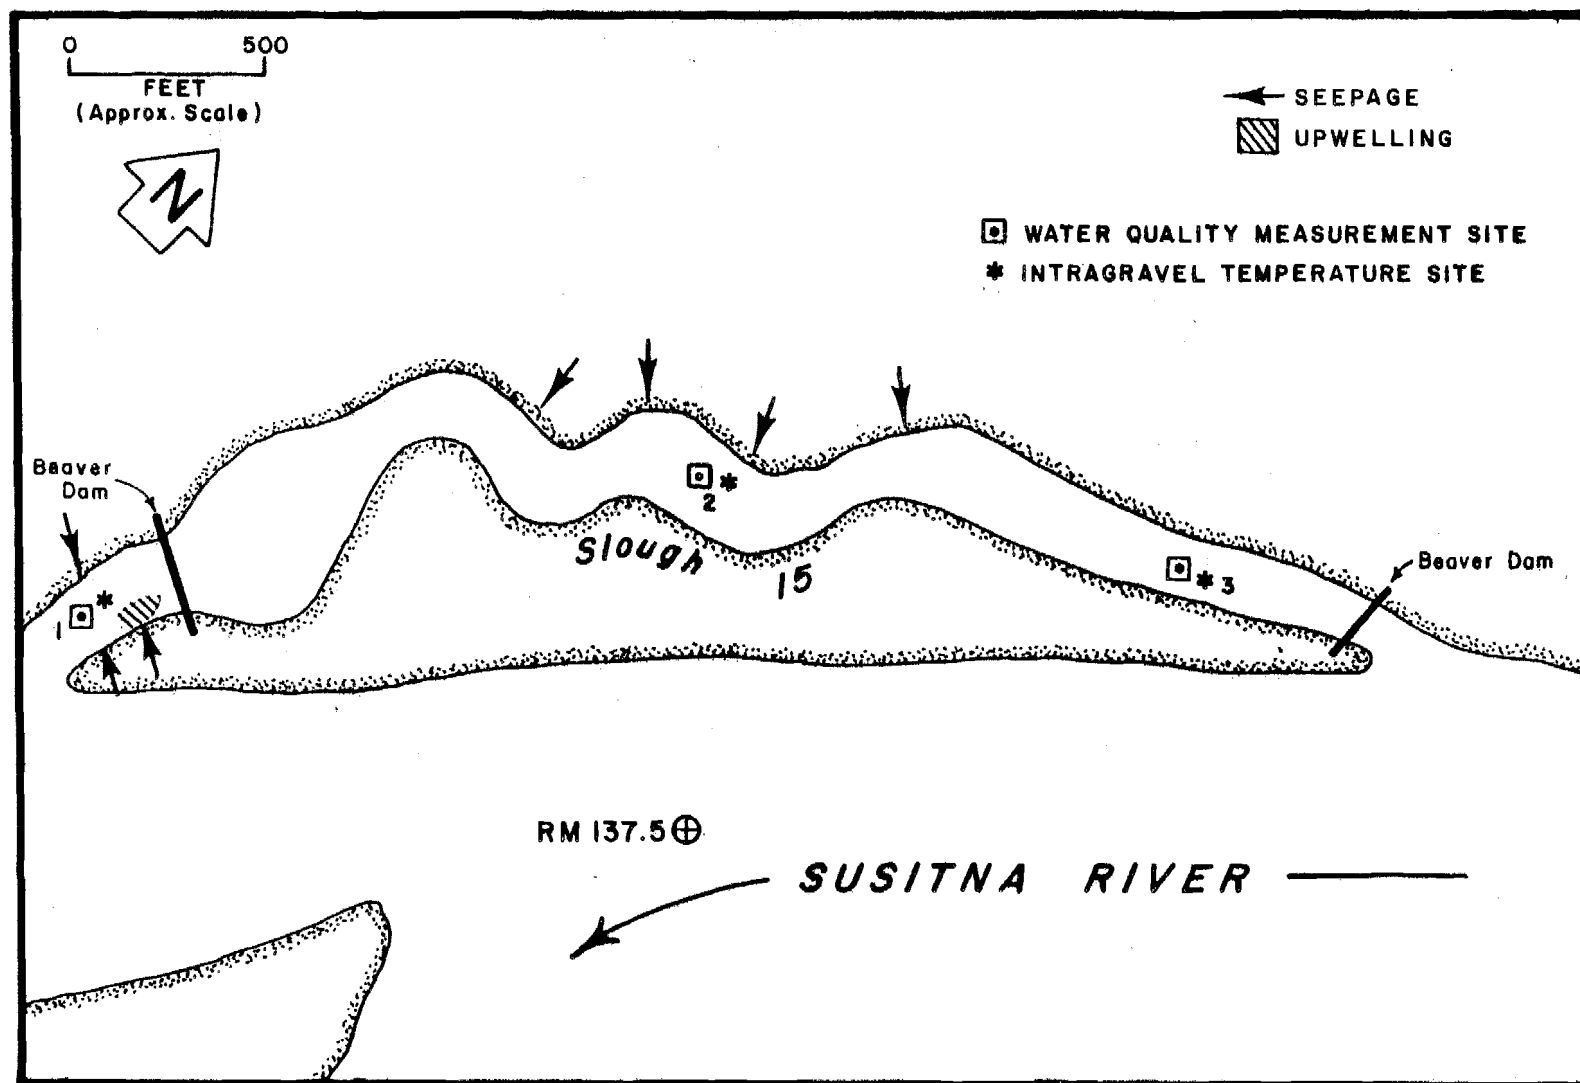 0 500
FEET
(Approx. Scale)
N
SEEPAGE
UPWELLING
WATER QUALITY MEASUREMENT SITE
* INTRAGRAVEL TEMPERATURE SITE
Beaver
Dam
2
Slough
15
Beaver Dam
3
1
RM 137.5
SUSITNA RIVER